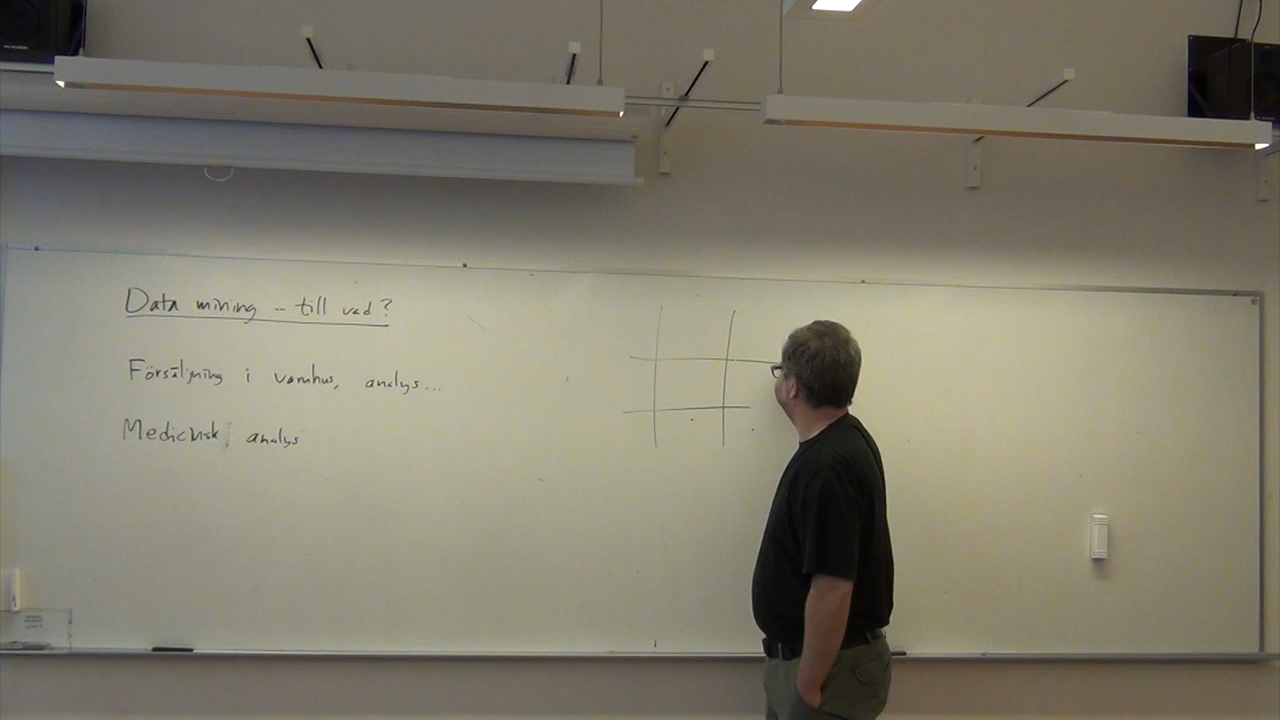 Data mining -- till vad?
Försäljning i varuhus, analys...
Medicinsk analys